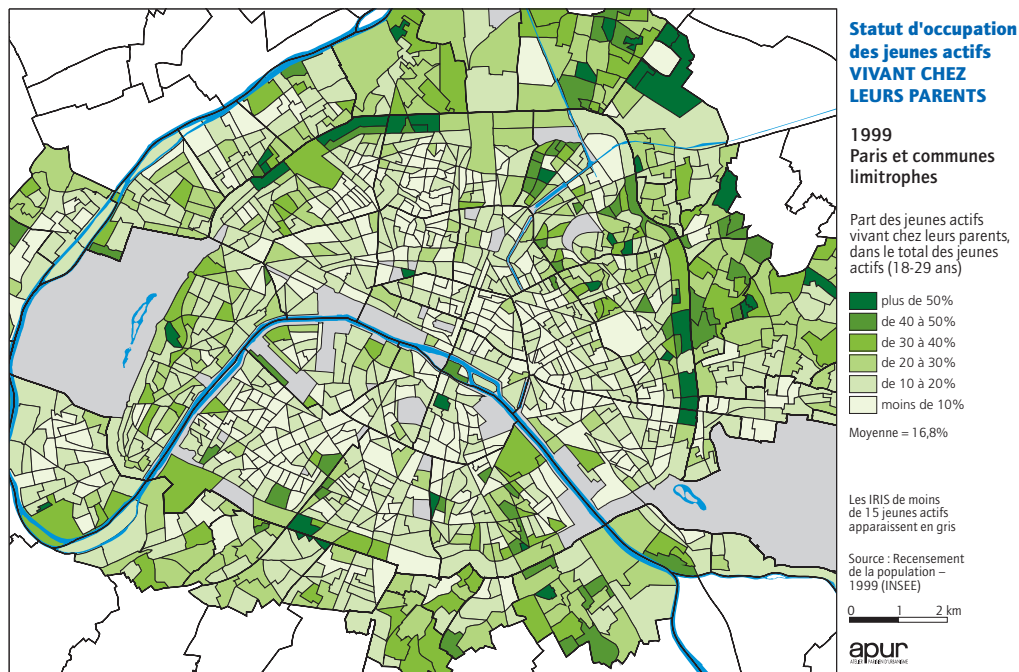 Statut d'occupation
des jeunes actifs
VIVANT CHEZ
LEURS PARENTS
1999
Paris et communes
limitrophes
Part des jeunes actifs
vivant chez leurs parents,
dans le total des jeunes
actifs (18-29 ans)
plus de 50%
de 40 à 50%
de 30 à 40%
de 20 à 30%
de 10 à 20%
moins de 10%
Moyenne = 16,8%
Les IRIS de moins
de 15 jeunes actifs
apparaissent en gris
Source : Recensement
de la population –
1999 (INSEE)
0 1 2 km
apur
ATELIER PARISIEN D'URBANISME